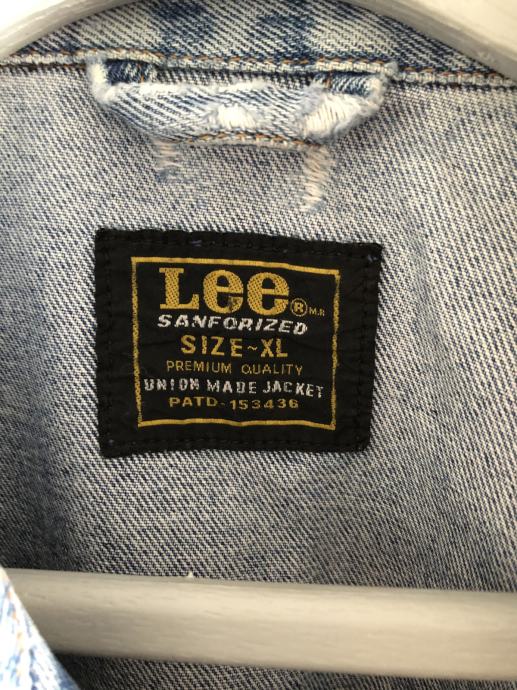 Lee® M.R
SANFORIZED
SIZE~XL
PREMIUM QUALITY
UNION MADE JACKET
PATD-153436